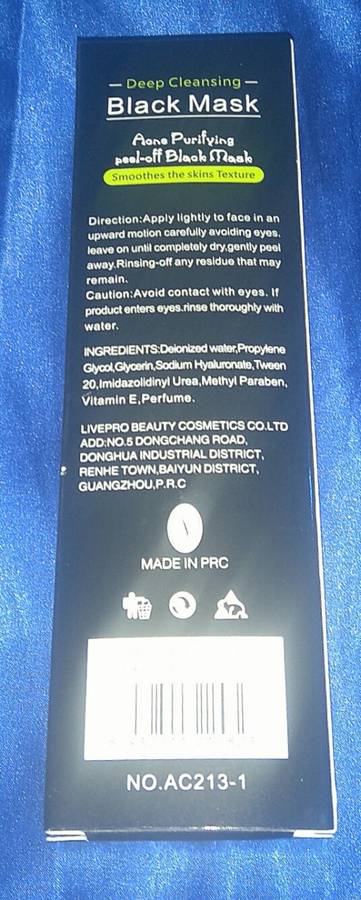 Deep Cleansing
Black Mask
Acne Purifying
peel-off Black Mask
Smoothes the skins Texture
Direction:Apply lightly to face in an
upward motion carefully avoiding eyes,
leave on until completely dry,gently peel
away.Rinsing-off any residue that may
remain.
Caution:Avoid contact with eyes. If
product enters eyes.rinse thoroughly with
water.
INGREDIENTS:Deionized water,Propylene
Glycol,Glycerin,Sodium Hyaluronate,Tween
20,Imidazolidinyl Urea,Methyl Paraben,
Vitamin E,Perfume.
LIVEPRO BEAUTY COSMETICS CO.LTD
ADD:NO.5 DONGCHANG ROAD,
DONGHUA INDUSTRIAL DISTRICT,
RENHE TOWN,BAIYUN DISTRICT,
GUANGZHOU,P.R.C
MADE IN PRC
NO.AC213-1